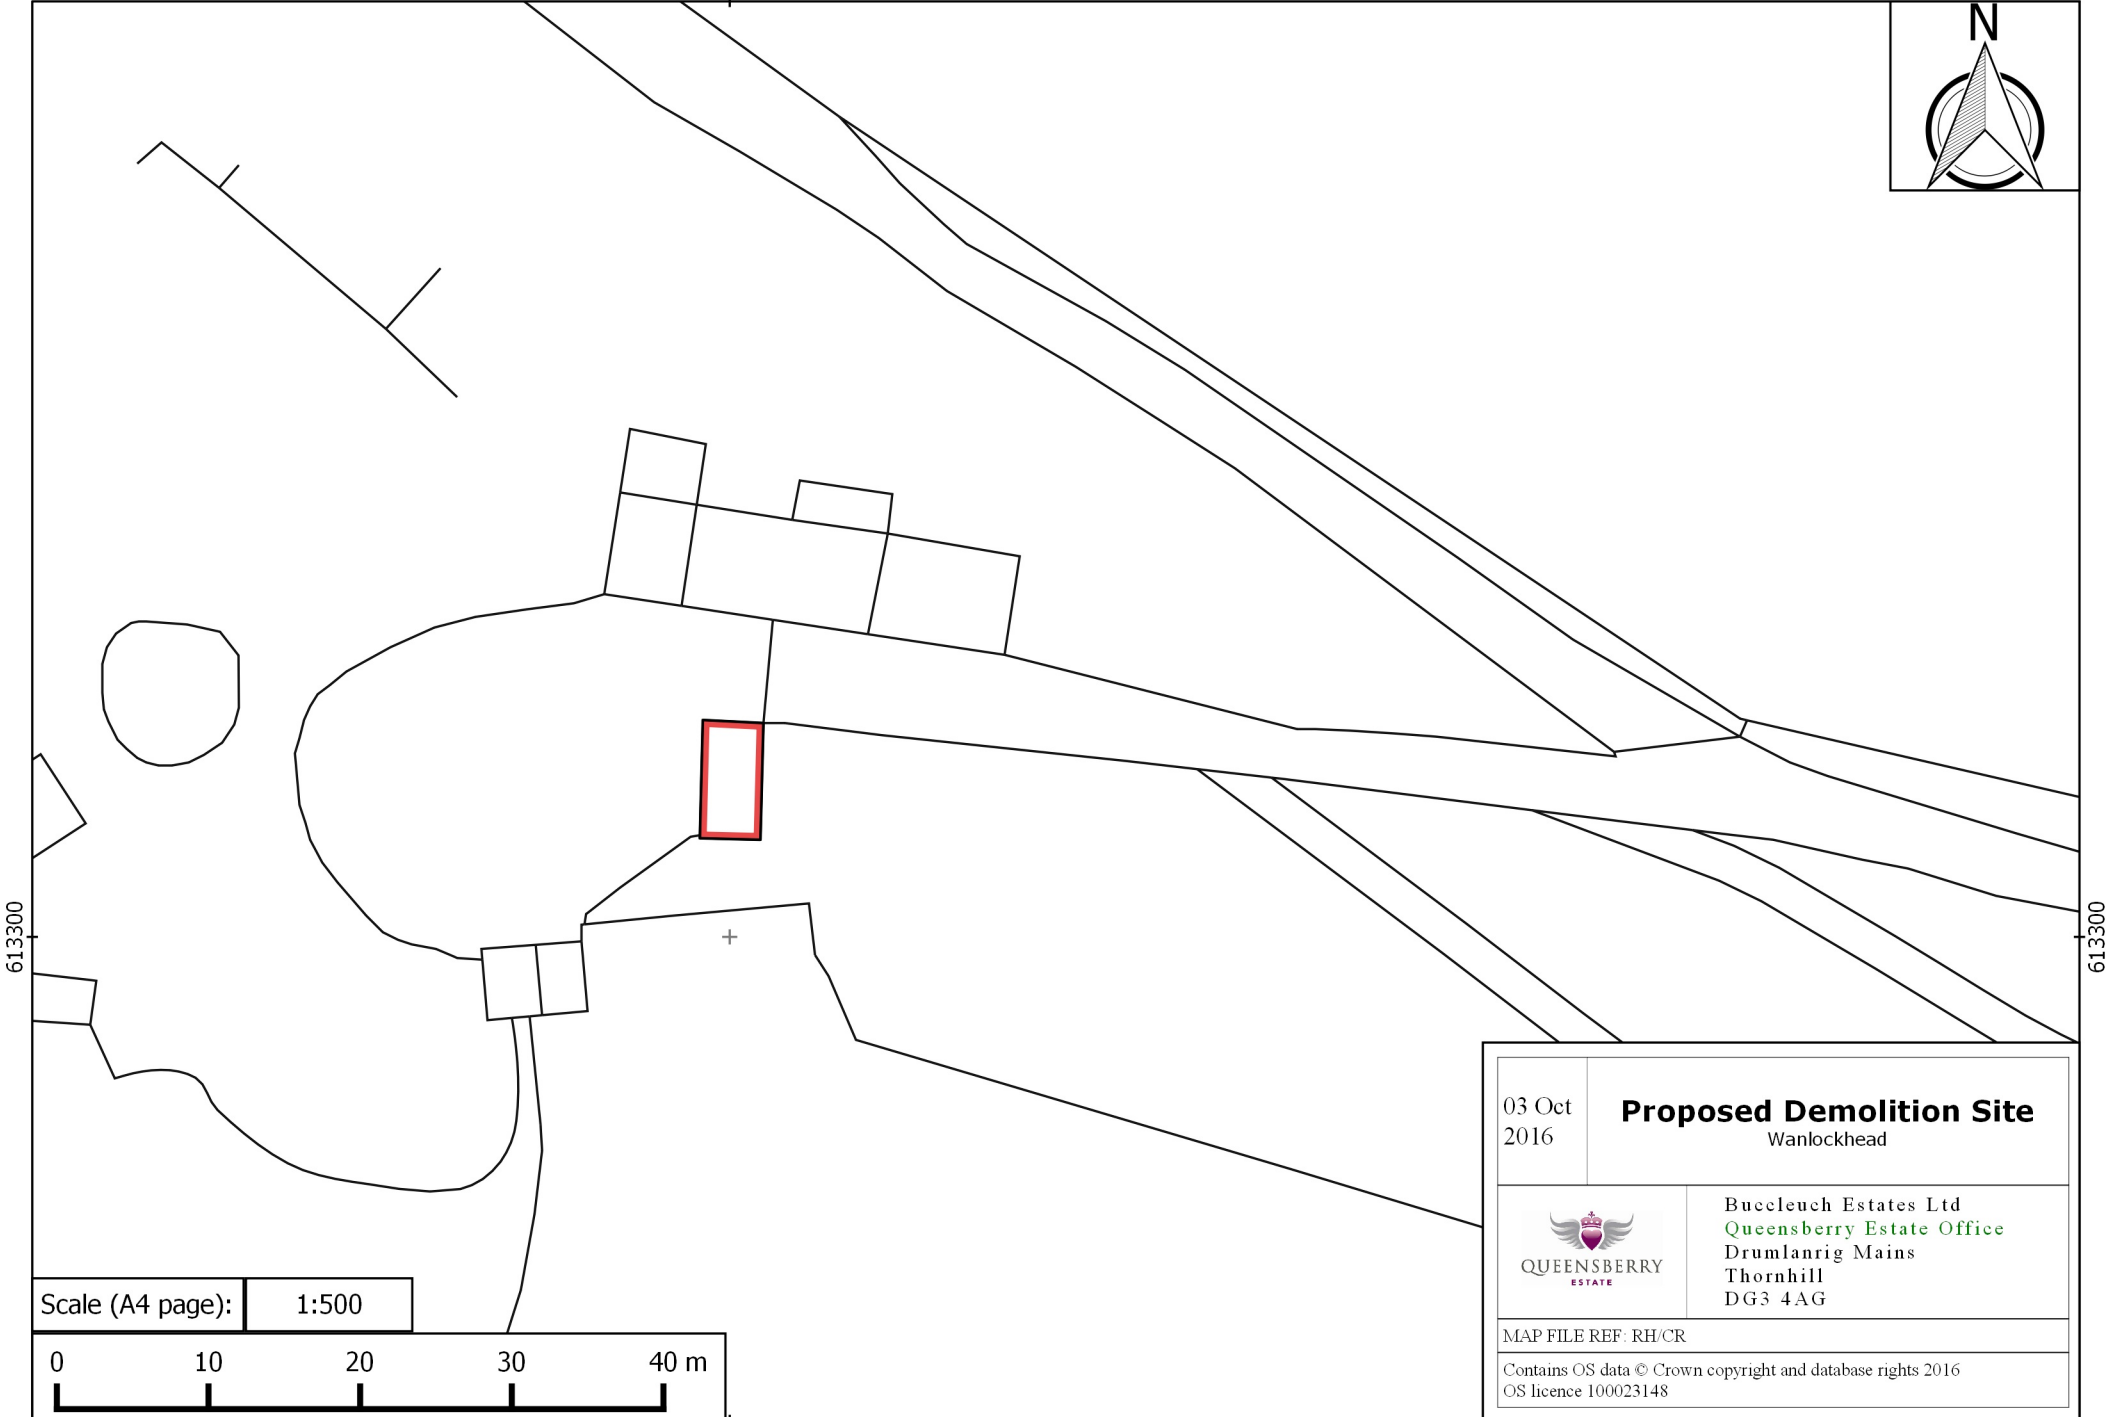 N
613300
613300
03 Oct
2016
Proposed Demolition Site
Wanlockhead
QUEENSBERRY
ESTATE
Buccleuch Estates Ltd
Queensberry Estate Office
Drumlanrig Mains
Thornhill
DG3 4AG
MAP FILE REF: RH/CR
Contains OS data © Crown copyright and database rights 2016
OS licence 100023148
Scale (A4 page): 1:500
0 10 20 30 40 m